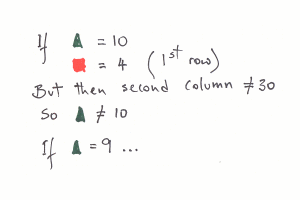 If ▲ = 10
■ = 4 (1st row)
But then second column ≠ 30
So ▲ ≠ 10
If ▲ = 9 ...